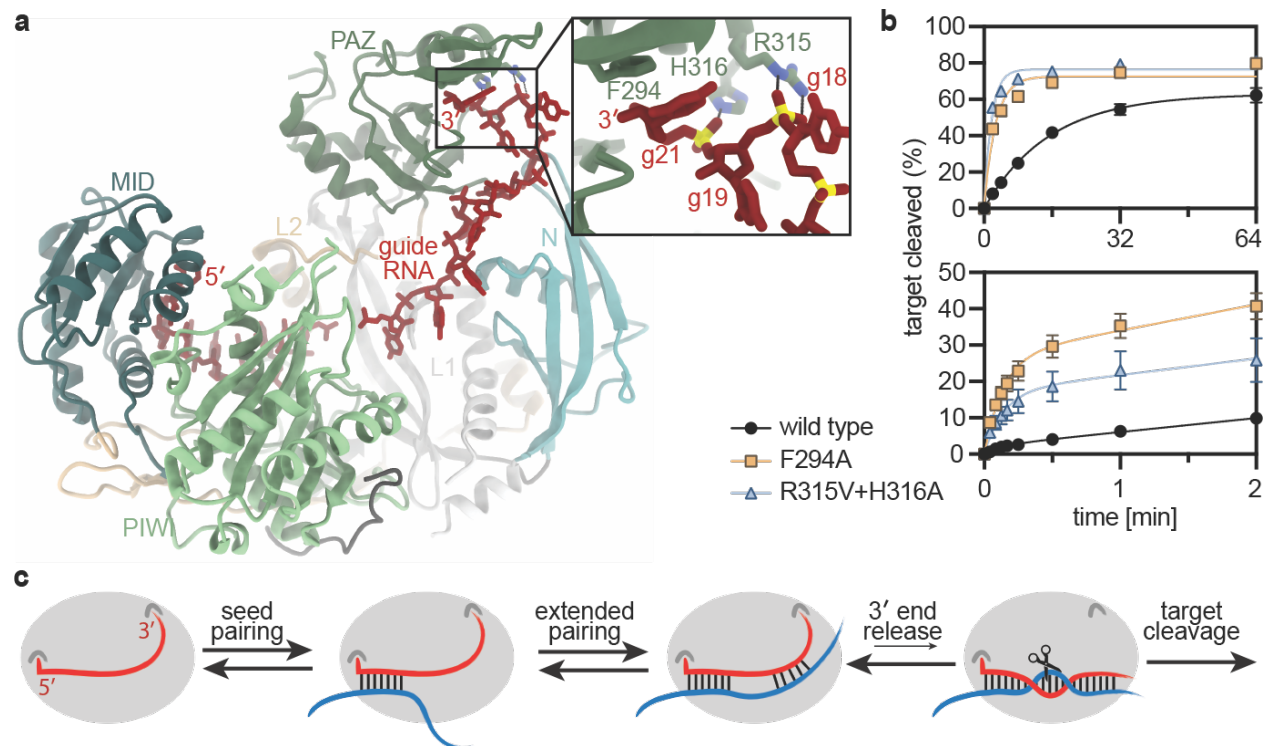 a
PAZ
R315
H316
g18
F294
3′
3′
g21
g19
MID
L2
5′
guide
RNA
N
L1
PIWI
b
100
80
60
40
20
0
0
32
64
target cleaved (%)
50
40
30
20
10
0
0
1
2
time [min]
wild type
F294A
R315V+H316A
c
3′
5′
seed
pairing
extended
pairing
3′ end
release
target
cleavage